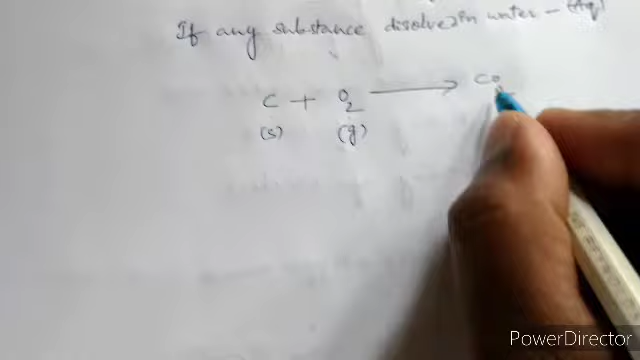 If any substance dissolve in water - (Aq)
C + O2 → CO
(s) (g)
PowerDirector